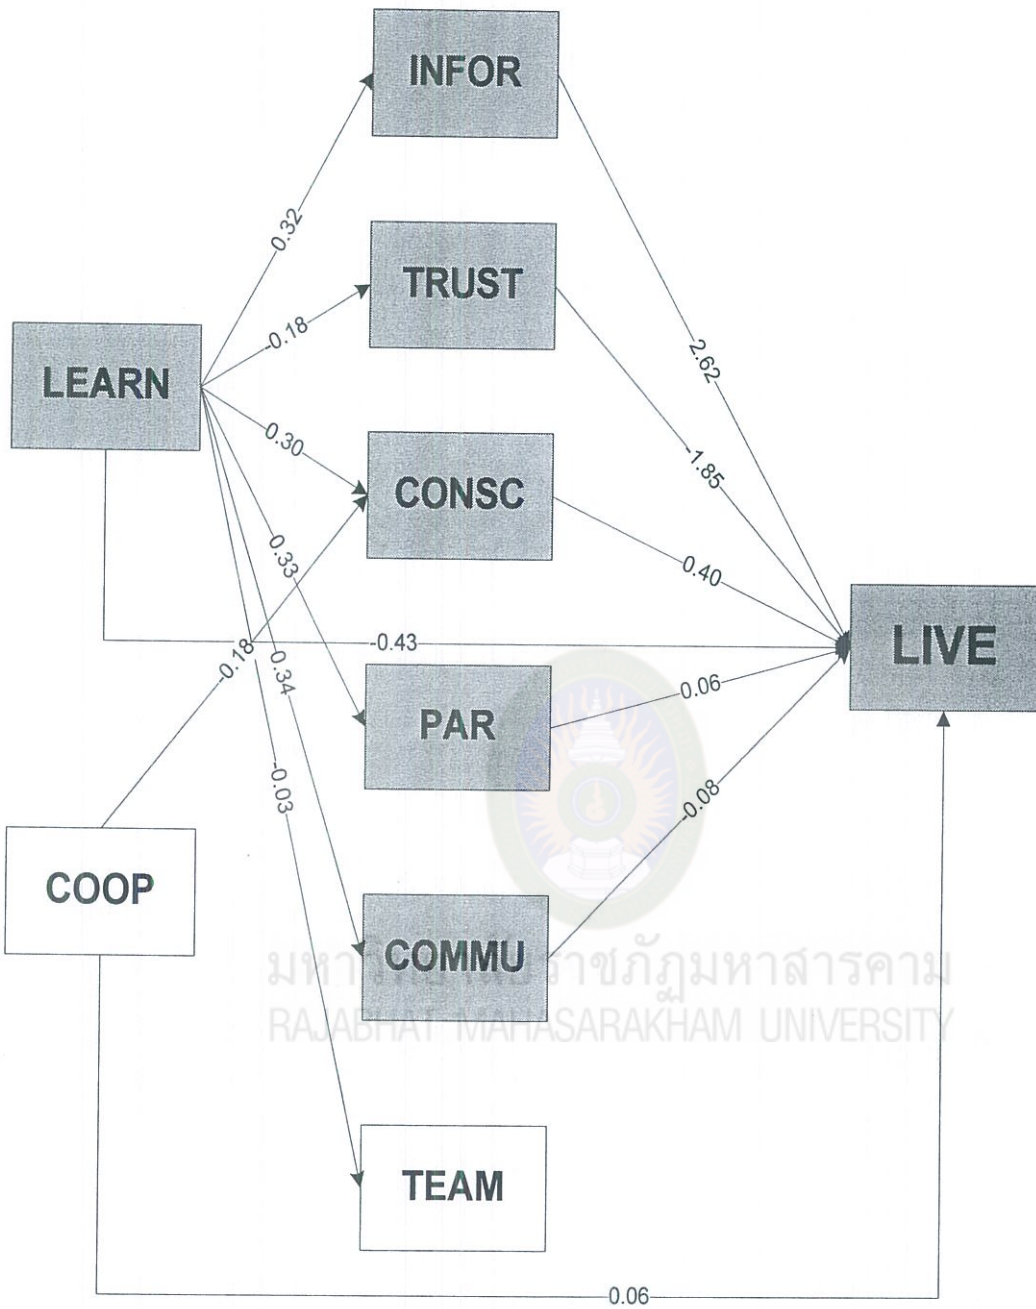 INFOR
0.32
TRUST
-0.18
2.62
LEARN
0.30
CONSC
-1.85
0.33
0.40
-0.18
-0.43
LIVE
0.34
PAR
0.06
-0.03
-0.08
COOP
COMMU
มหาวิทยาลัยราชภัฏมหาสารคาม
RAJABHAT MAHASARAKHAM UNIVERSITY
TEAM
0.06